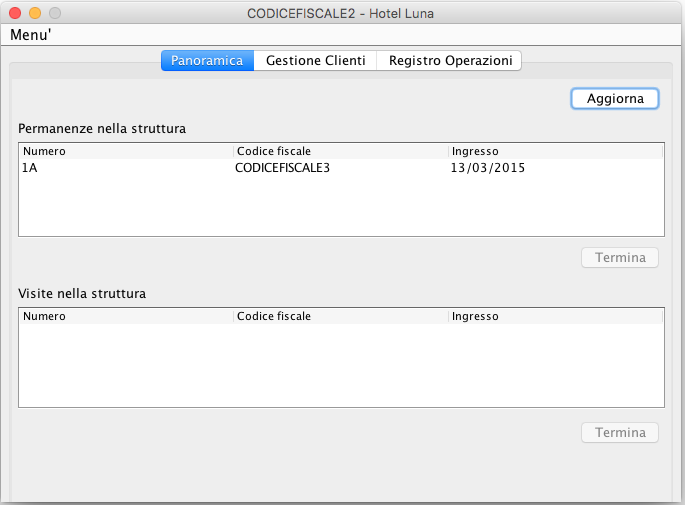 CODICEFISCALE2 - Hotel Luna
Menu'
Panoramica Gestione Clienti Registro Operazioni
Aggiorna
Permanenze nella struttura
Numero Codice fiscale Ingresso
1A CODICEFISCALE3 13/03/2015
Termina
Visite nella struttura
Numero Codice fiscale Ingresso
Termina